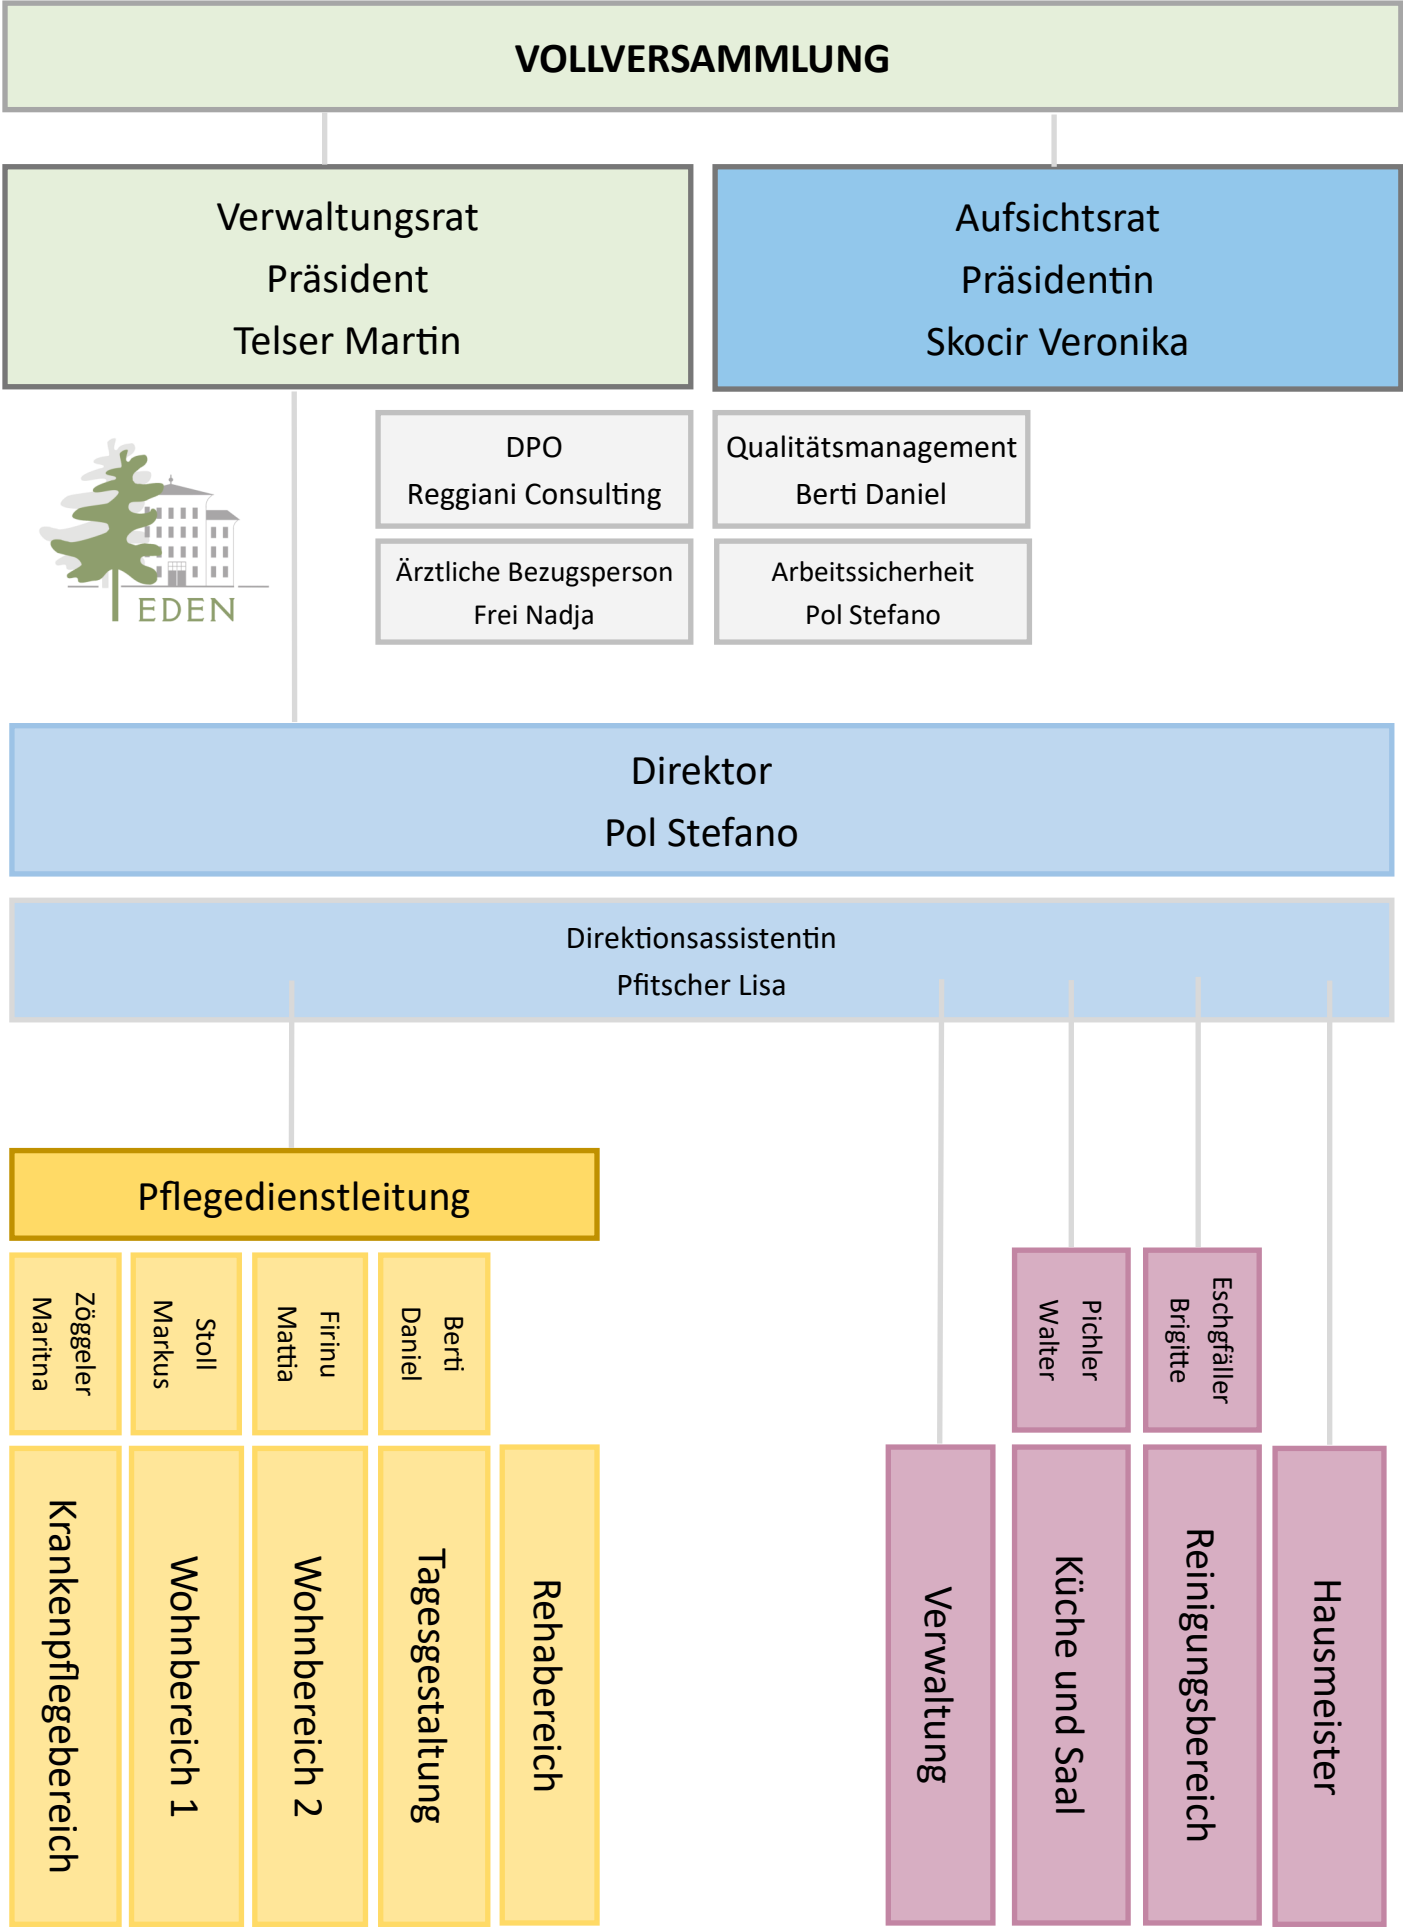 VOLLVERSAMMLUNG
Verwaltungsrat
Präsident
Telser Martin
Aufsichtsrat
Präsidentin
Skocir Veronika
EDEN
DPO
Reggiani Consulting
Qualitätsmanagement
Berti Daniel
Ärztliche Bezugsperson
Frei Nadja
Arbeitssicherheit
Pol Stefano
Direktor
Pol Stefano
Direktionsassistentin
Pfitscher Lisa
Pflegedienstleitung
Zöggeler
Maritna
Stoll
Markus
Firinu
Mattia
Berti
Daniel
Pichler
Walter
Eschgfäller
Brigitte
Krankenpflegebereich
Wohnbereich 1
Wohnbereich 2
Tagesgestaltung
Rehabereich
Verwaltung
Küche und Saal
Reinigungsbereich
Hausmeister